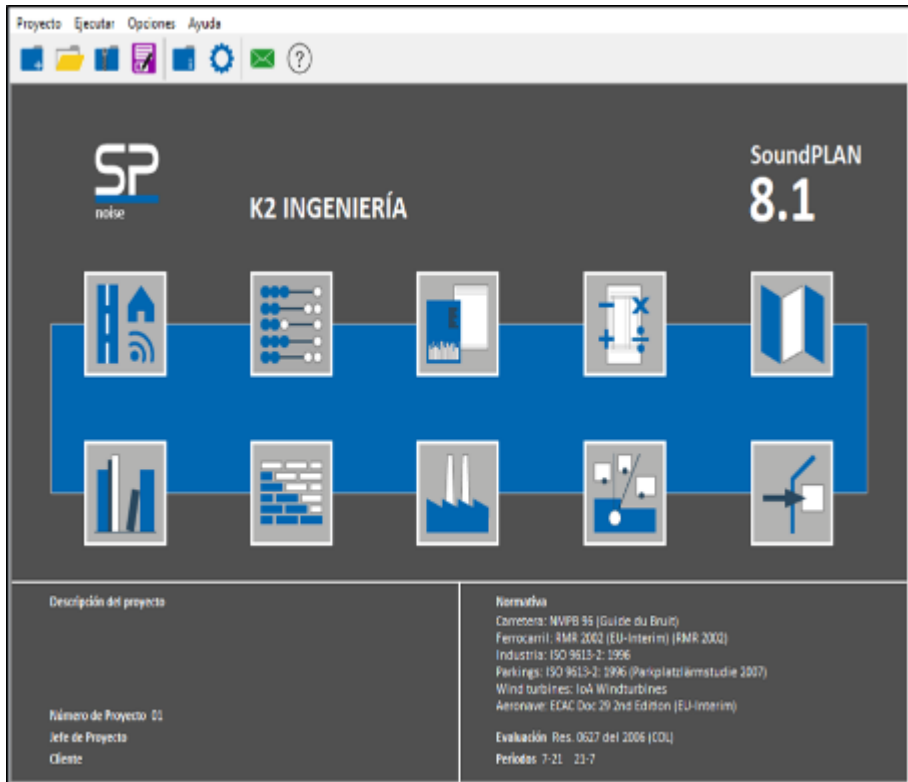 Proyecto Ejecutar Opciones Ayuda
SP
noise
K2 INGENIERÍA
SoundPLAN
8.1
Descripción del proyecto
Número de Proyecto 01
Jefe de Proyecto
Cliente
Normativa
Carretera: NMPB 96 (Guide du Bruit)
Ferrocarril: RMR 2002 (EU-Interim) (RMR 2002)
Industria: ISO 9613-2: 1996
Parkings: ISO 9613-2: 1996 (Parkplatzlärmstudie 2007)
Wind turbines: IoA Windturbines
Aeronave: ECAC Doc 29 2nd Edition (EU-Interim)
Evaluación Res. 0627 del 2006 (COL)
Períodos 7-21 21-7